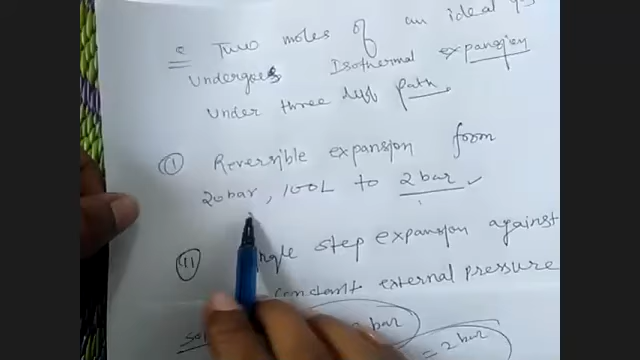 Two moles of an ideal
undergoes Isothermal expansion
under three diff path.
(I) Reversible expansion from
20bar, 100L to 2 bar ✓
(II) step expansion against
constant external pressure
bar
= 2 bar